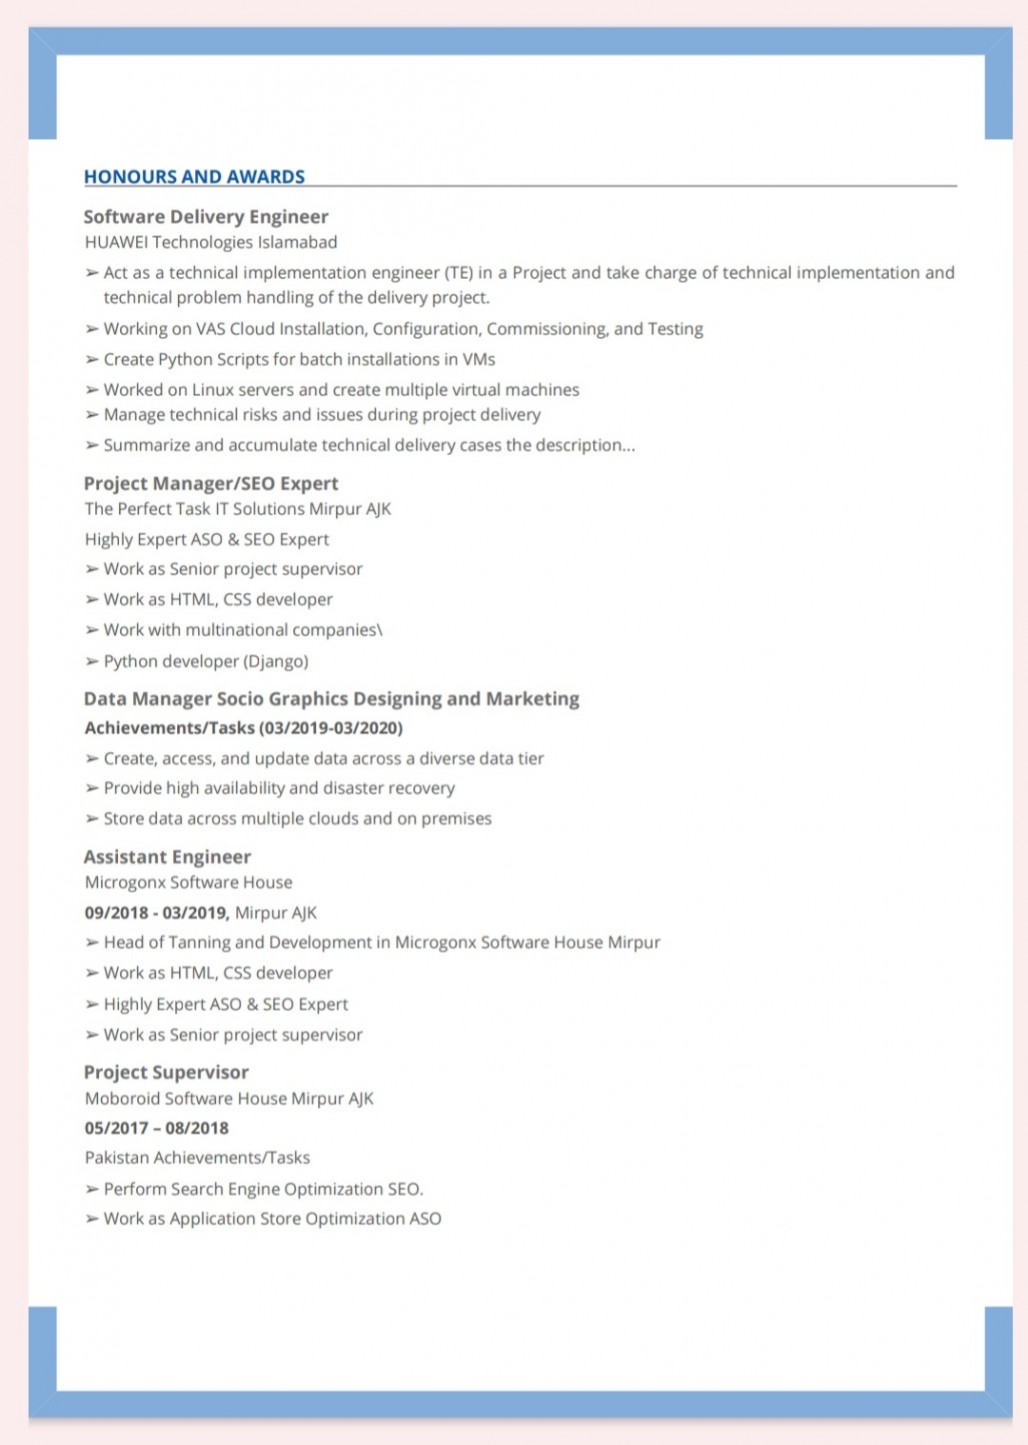 HONOURS AND AWARDS
Software Delivery Engineer
HUAWEI Technologies Islamabad
➢ Act as a technical implementation engineer (TE) in a Project and take charge of technical implementation and
technical problem handling of the delivery project.
➢ Working on VAS Cloud Installation, Configuration, Commissioning, and Testing
➢ Create Python Scripts for batch installations in VMs
➢ Worked on Linux servers and create multiple virtual machines
➢ Manage technical risks and issues during project delivery
➢ Summarize and accumulate technical delivery cases the description...
Project Manager/SEO Expert
The Perfect Task IT Solutions Mirpur AJK
Highly Expert ASO & SEO Expert
➢ Work as Senior project supervisor
➢ Work as HTML, CSS developer
➢ Work with multinational companies\
➢ Python developer (Django)
Data Manager Socio Graphics Designing and Marketing
Achievements/Tasks (03/2019-03/2020)
➢ Create, access, and update data across a diverse data tier
➢ Provide high availability and disaster recovery
➢ Store data across multiple clouds and on premises
Assistant Engineer
Microgonx Software House
09/2018 - 03/2019, Mirpur AJK
➢ Head of Tanning and Development in Microgonx Software House Mirpur
➢ Work as HTML, CSS developer
➢ Highly Expert ASO & SEO Expert
➢ Work as Senior project supervisor
Project Supervisor
Moboroid Software House Mirpur AJK
05/2017 – 08/2018
Pakistan Achievements/Tasks
➢ Perform Search Engine Optimization SEO.
➢ Work as Application Store Optimization ASO